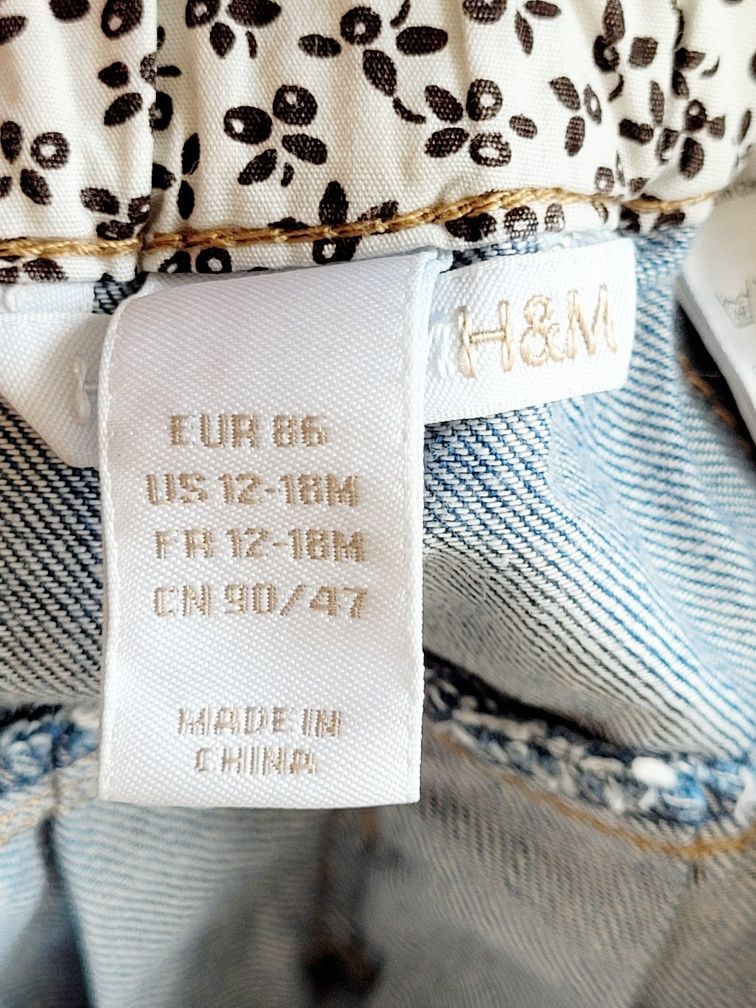 H&M
EUR 86
US 12-18M
FR 12-18M
CN 90/47
MADE IN
CHINA